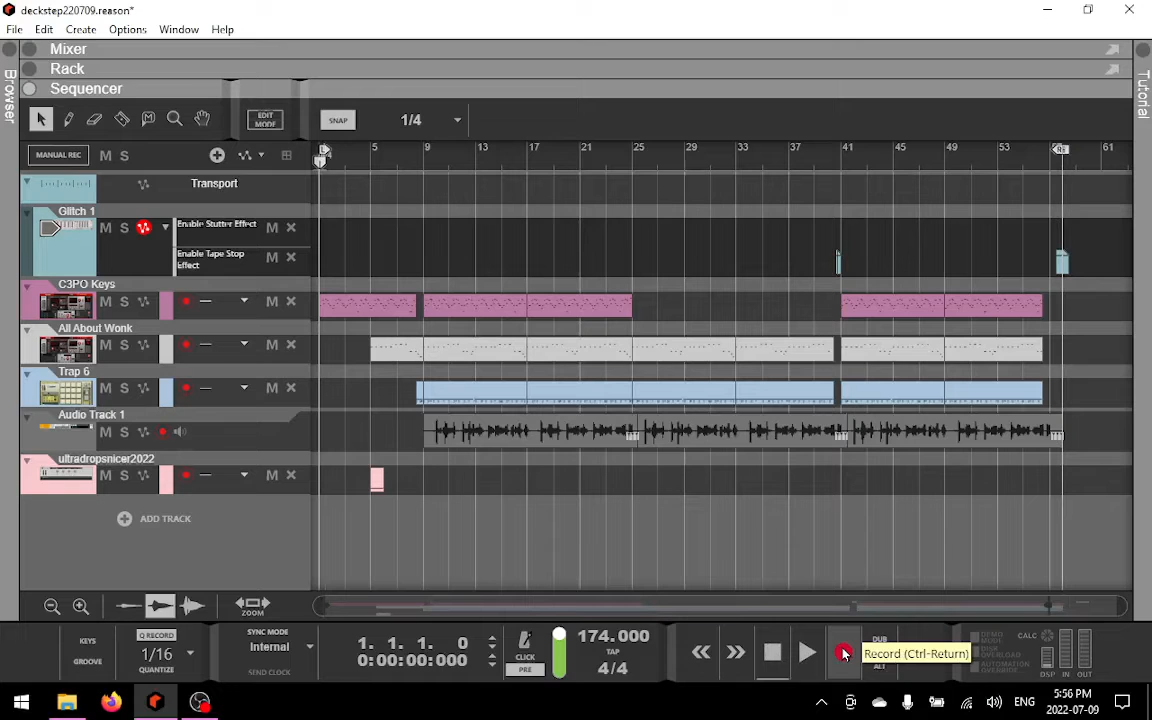 deckstep220709.reason*
File Edit Create Options Window Help
Mixer
Rack
Sequencer
Browser
Tutorial
EDIT MODE
SNAP
1/4
MANUAL REC
M S
5 9 13 17 21 25 29 33 37 41 45 49 53 61
Transport
Glitch 1
M S
Enable Stutter Effect
M
Enable Tape Stop
Effect
M
C3PO Keys
M S M
All About Wonk
M S M
Trap 6
M S M
Audio Track 1
M S
ultradropsnicer2022
M S M
ADD TRACK
ZOOM
KEYS
GROOVE
Q RECORD
1/16
QUANTIZE
SYNC MODE
Internal
SEND CLOCK
1. 1. 1. 0
0:00:00:000
CLICK
PRE
174.000
TAP
4/4
DUB
ALT
Record (Ctrl-Return)
DEMO MODE
OVERLOAD
AUTOMATION
OVERRIDE
CALC
DSP IN OUT
ENG
5:56 PM
2022-07-09